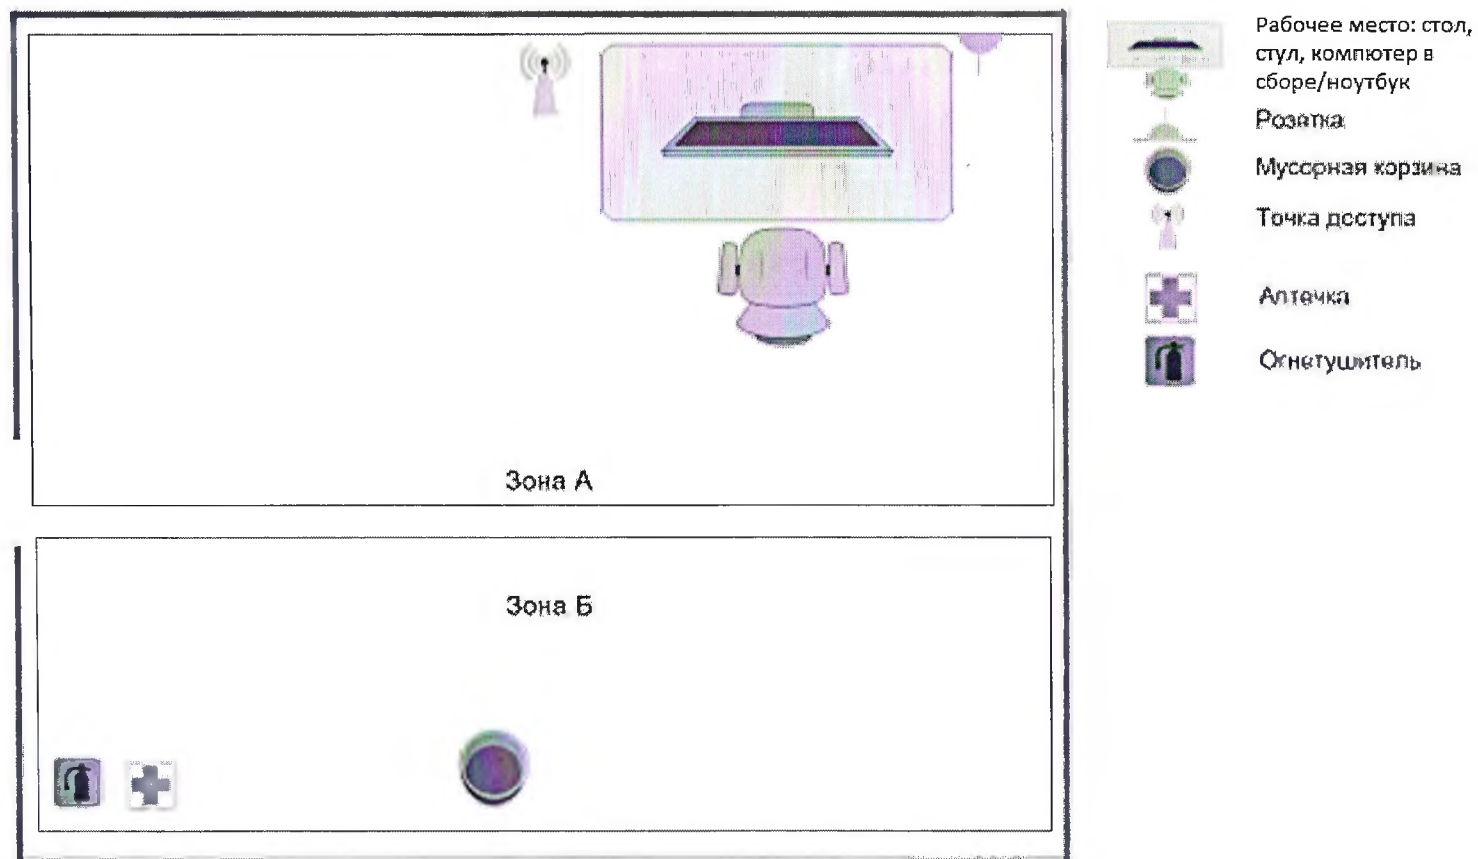 Рабочее место: стол,
стул, компютер в
сборе/ноутбук
Розетка
Мусорная корзина
Точка доступа
Аптечка
Огнетушитель
Зона А
Зона Б